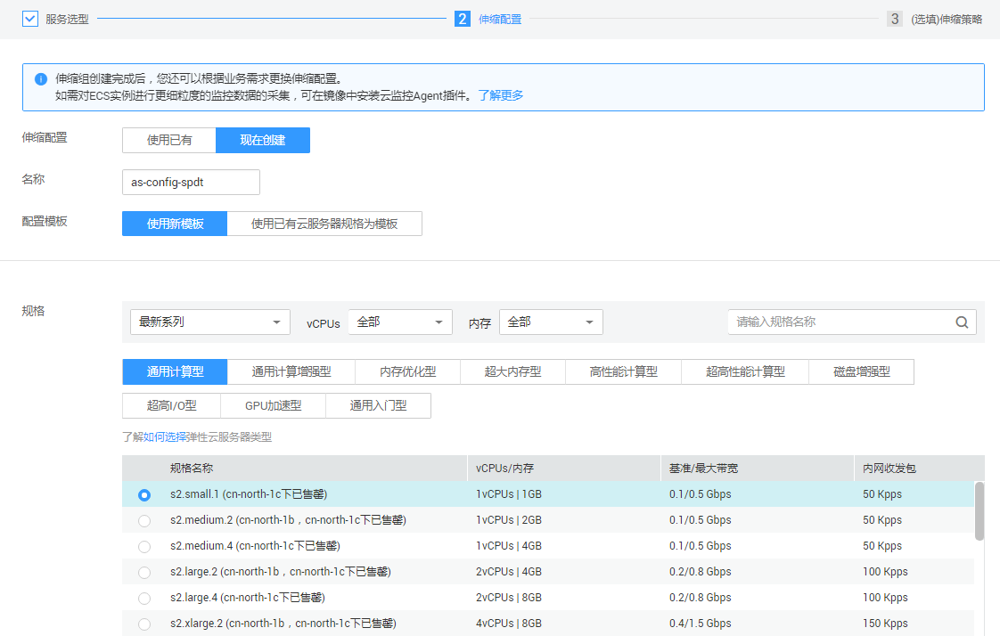 服务选型 2 伸缩配置 3 (选填)伸缩策略
伸缩组创建完成后，您还可以根据业务需求更换伸缩配置。
如需对ECS实例进行更细粒度的监控数据的采集，可在镜像中安装云监控Agent插件。 了解更多
伸缩配置 使用已有 现在创建
名称 as-config-spdt
配置模板 使用新模板 使用已有云服务器规格为模板
规格 最新系列 vCPUs 全部 内存 全部 请输入规格名称
通用计算型 通用计算增强型 内存优化型 超大内存型 高性能计算型 超高性能计算型 磁盘增强型
超高I/O型 GPU加速型 通用入门型
了解如何选择弹性云服务器类型
规格名称 vCPUs/内存 基准/最大带宽 内网收发包
s2.small.1 (cn-north-1c下已售罄) 1vCPUs | 1GB 0.1/0.5 Gbps 50 Kpps
s2.medium.2 (cn-north-1b，cn-north-1c下已售罄) 1vCPUs | 2GB 0.1/0.5 Gbps 50 Kpps
s2.medium.4 (cn-north-1c下已售罄) 1vCPUs | 4GB 0.1/0.5 Gbps 50 Kpps
s2.large.2 (cn-north-1b，cn-north-1c下已售罄) 2vCPUs | 4GB 0.2/0.8 Gbps 100 Kpps
s2.large.4 (cn-north-1c下已售罄) 2vCPUs | 8GB 0.2/0.8 Gbps 100 Kpps
s2.xlarge.2 (cn-north-1b，cn-north-1c下已售罄) 4vCPUs | 8GB 0.4/1.5 Gbps 150 Kpps